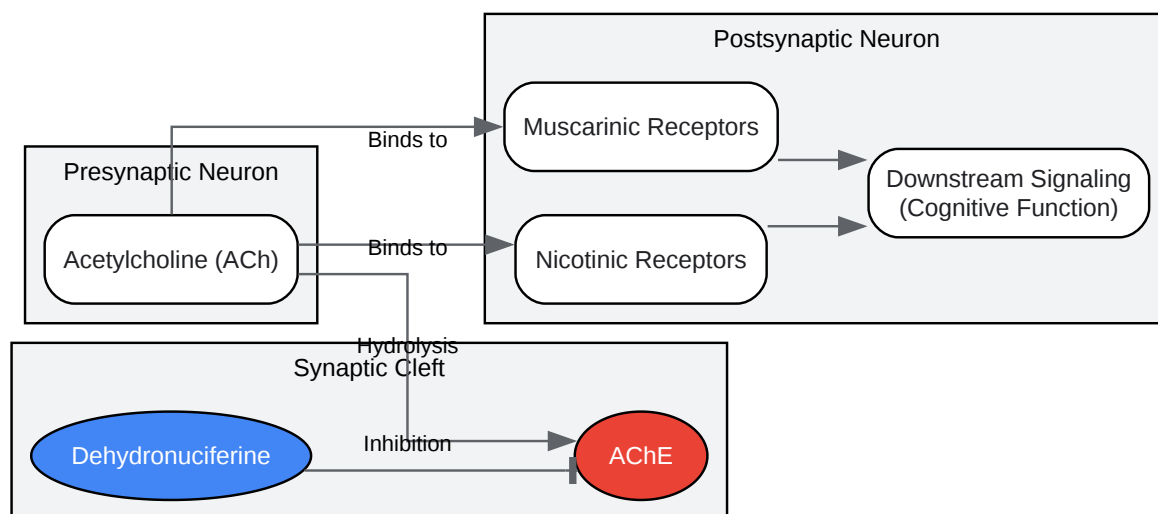 Postsynaptic Neuron
Muscarinic Receptors
Binds to
Presynaptic Neuron
Downstream Signaling
(Cognitive Function)
Acetylcholine (ACh)
Binds to
Nicotinic Receptors
Hydrolysis
Synaptic Cleft
Dehydronuciferine
Inhibition
AChE